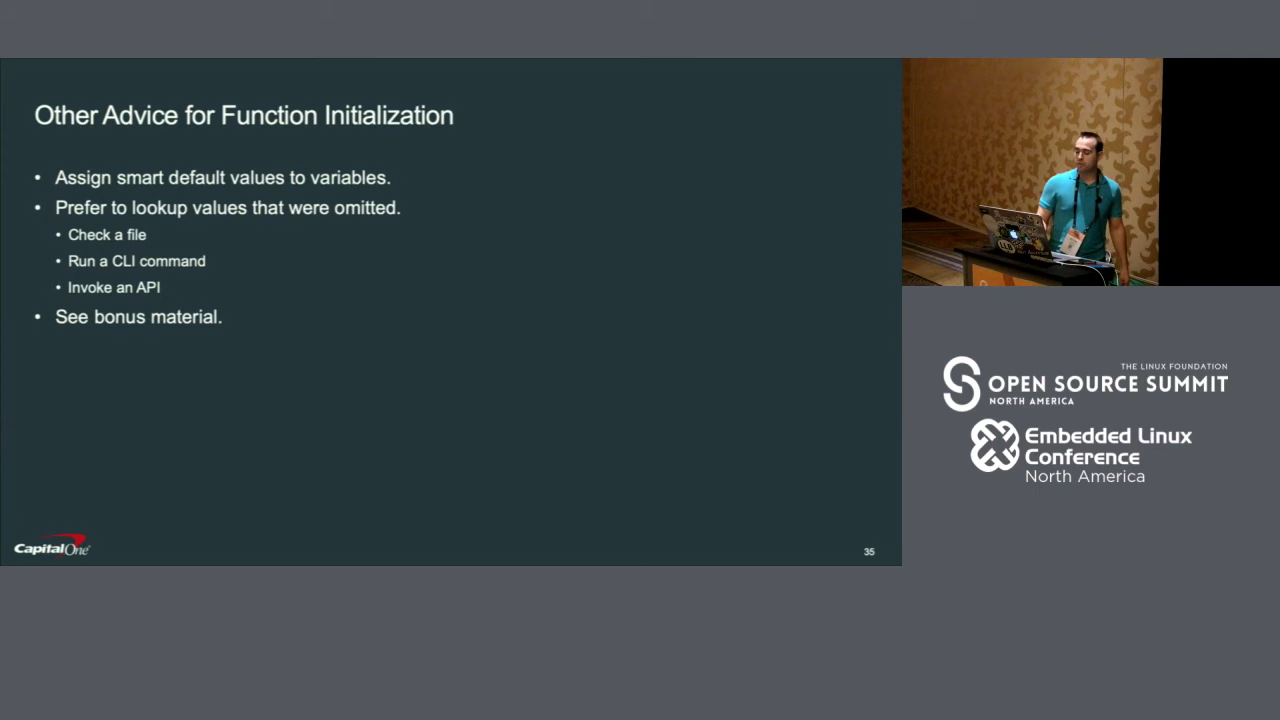 Other Advice for Function Initialization
• Assign smart default values to variables.
• Prefer to lookup values that were omitted.
• Check a file
• Run a CLI command
• Invoke an API
• See bonus material.
CapitalOne
35
THE LINUX FOUNDATION
OPEN SOURCE SUMMIT
NORTH AMERICA
Embedded Linux
Conference
North America